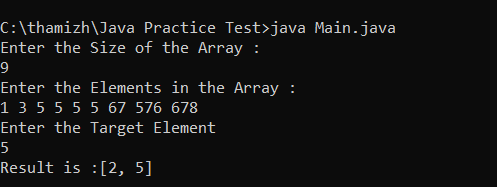 C:\thamizh\Java Practice Test>java Main.java
Enter the Size of the Array :
9
Enter the Elements in the Array :
1 3 5 5 5 5 67 576 678
Enter the Target Element
5
Result is :[2, 5]